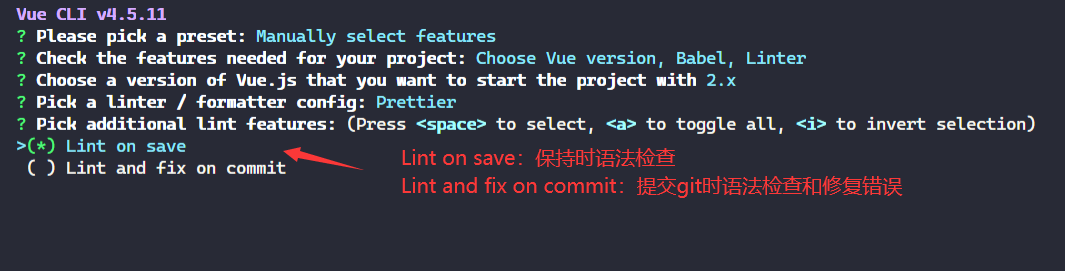 Vue CLI v4.5.11
? Please pick a preset: Manually select features
? Check the features needed for your project: Choose Vue version, Babel, Linter
? Choose a version of Vue.js that you want to start the project with 2.x
? Pick a linter / formatter config: Prettier
? Pick additional lint features: (Press <space> to select, <a> to toggle all, <i> to invert selection)
>(*) Lint on save
( ) Lint and fix on commit
Lint on save：保持时语法检查
Lint and fix on commit：提交git时语法检查和修复错误